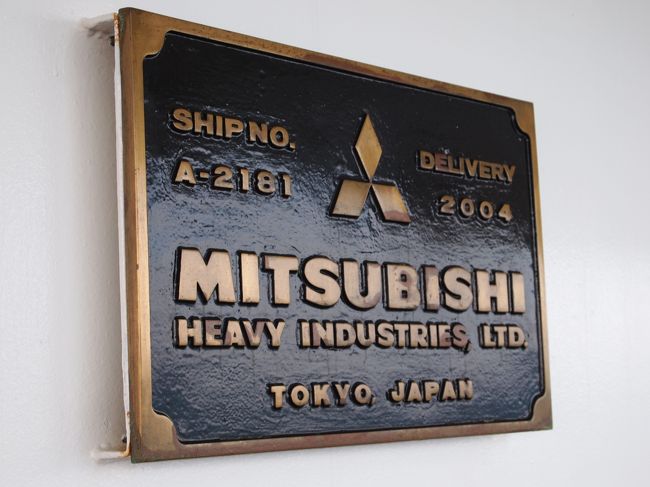 SHIP NO.
A-2181
DELIVERY
2004
MITSUBISHI
HEAVY INDUSTRIES, LTD.
TOKYO, JAPAN